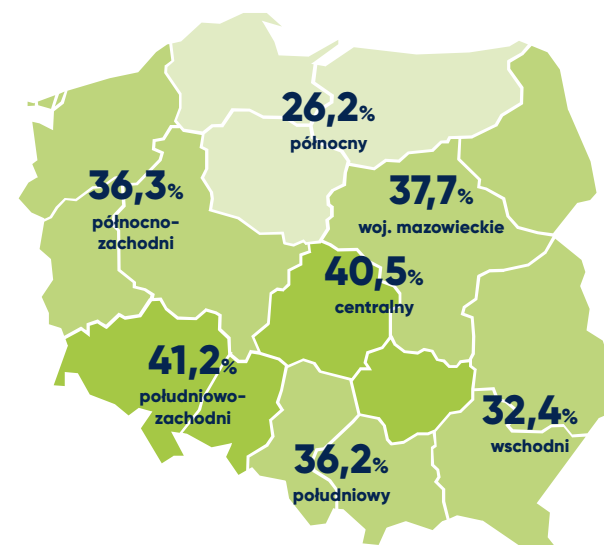 26,2%
północny
36,3%
północno-
zachodni
37,7%
woj. mazowieckie
40,5%
centralny
41,2%
południowo-
zachodni
32,4%
wschodni
36,2%
południowy